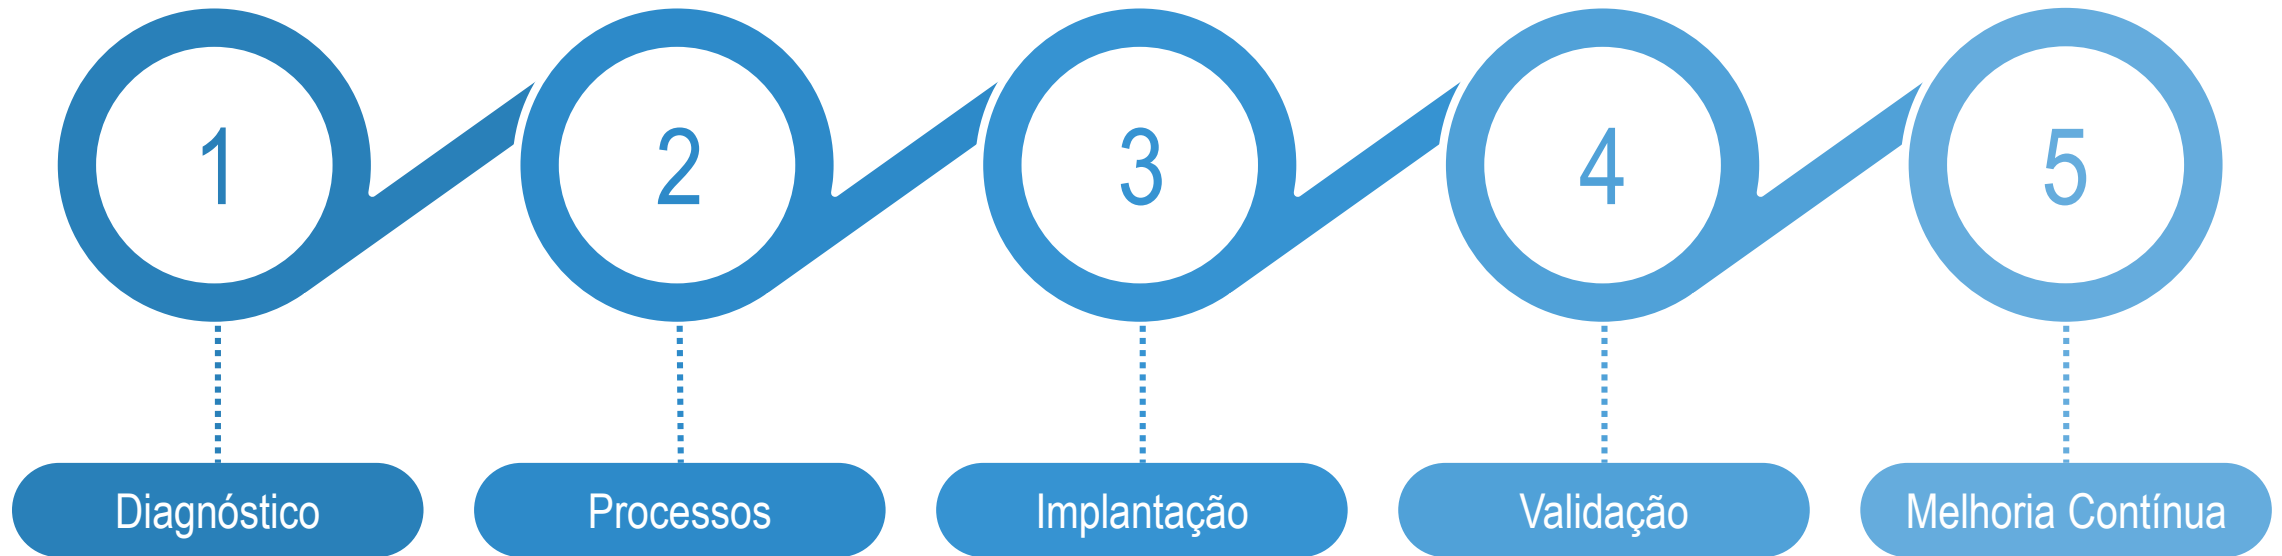 1
2
3
4
5
Diagnóstico
Processos
Implantação
Validação
Melhoria Contínua